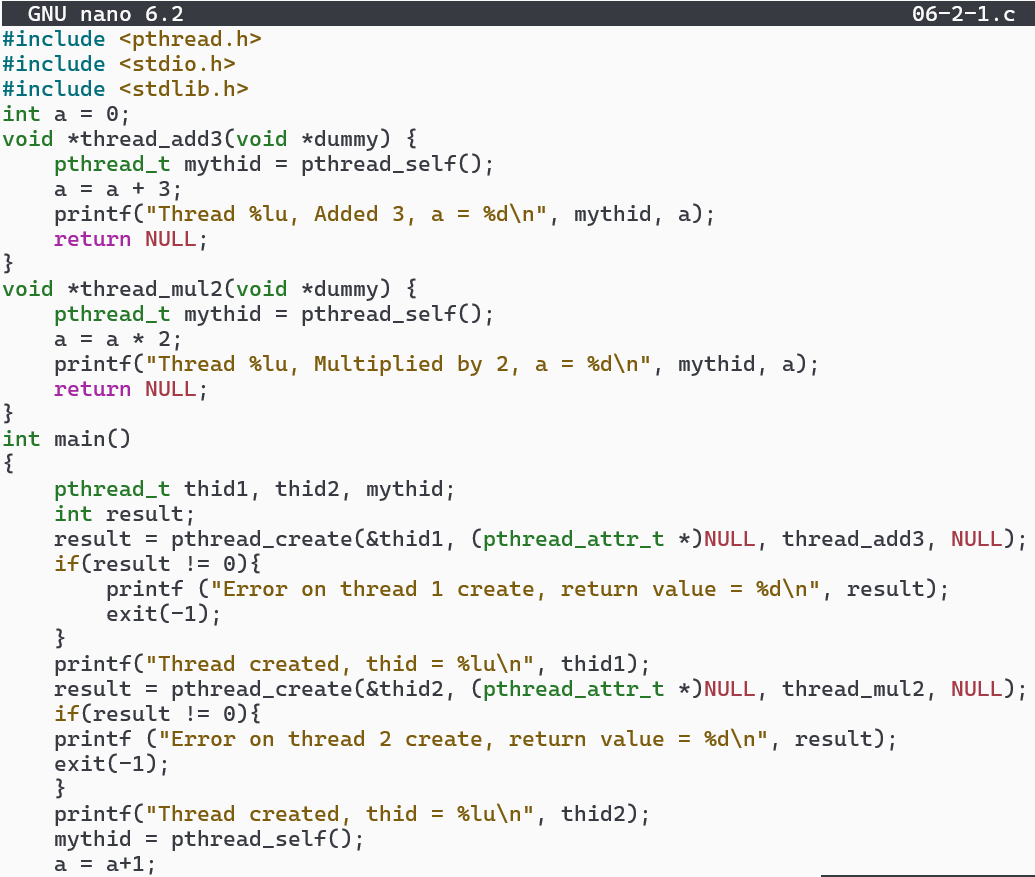 GNU nano 6.2 06-2-1.c
#include <pthread.h>
#include <stdio.h>
#include <stdlib.h>
int a = 0;
void *thread_add3(void *dummy) {
    pthread_t mythid = pthread_self();
    a = a + 3;
    printf("Thread %lu, Added 3, a = %d\n", mythid, a);
    return NULL;
}
void *thread_mul2(void *dummy) {
    pthread_t mythid = pthread_self();
    a = a * 2;
    printf("Thread %lu, Multiplied by 2, a = %d\n", mythid, a);
    return NULL;
}
int main()
{
    pthread_t thid1, thid2, mythid;
    int result;
    result = pthread_create(&thid1, (pthread_attr_t *)NULL, thread_add3, NULL);
    if(result != 0){
        printf ("Error on thread 1 create, return value = %d\n", result);
        exit(-1);
    }
    printf("Thread created, thid = %lu\n", thid1);
    result = pthread_create(&thid2, (pthread_attr_t *)NULL, thread_mul2, NULL);
    if(result != 0){
    printf ("Error on thread 2 create, return value = %d\n", result);
    exit(-1);
    }
    printf("Thread created, thid = %lu\n", thid2);
    mythid = pthread_self();
    a = a+1;